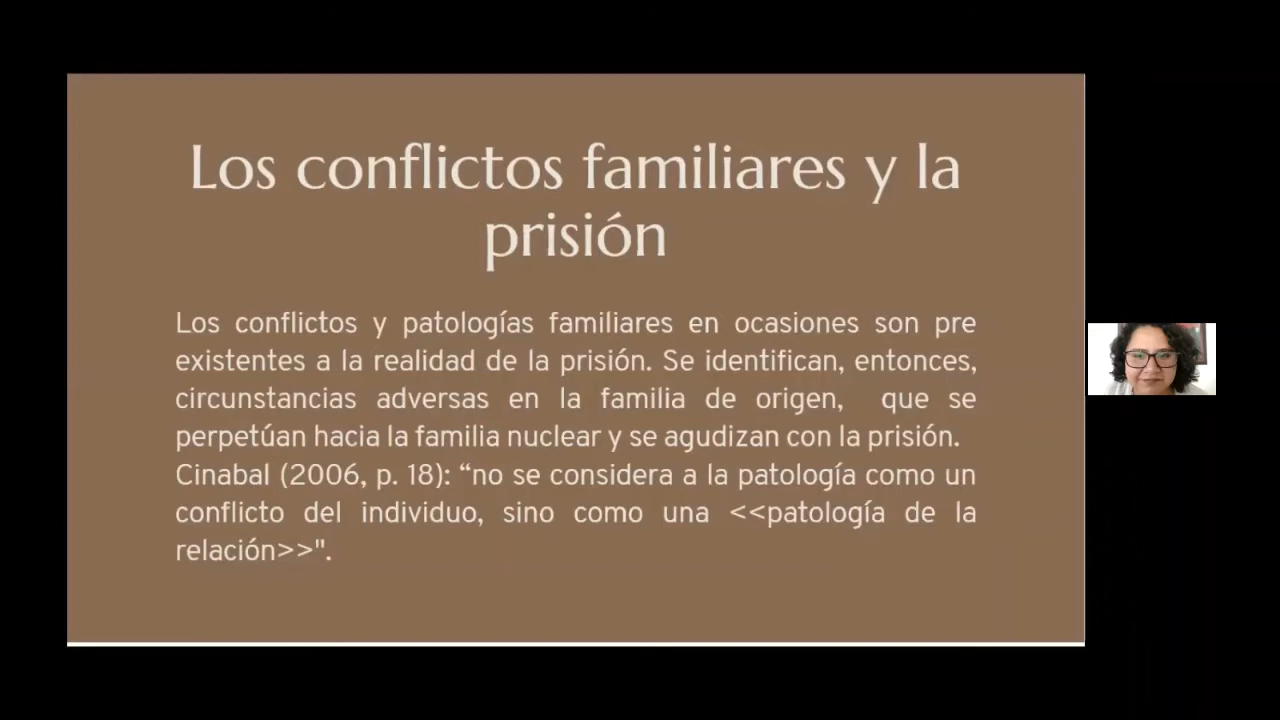 Los conflictos familiares y la
prisión
Los conflictos y patologías familiares en ocasiones son pre
existentes a la realidad de la prisión. Se identifican, entonces,
circunstancias adversas en la familia de origen, que se
perpetúan hacia la familia nuclear y se agudizan con la prisión.
Cinabal (2006, p. 18): “no se considera a la patología como un
conflicto del individuo, sino como una <<patología de la
relación>>".